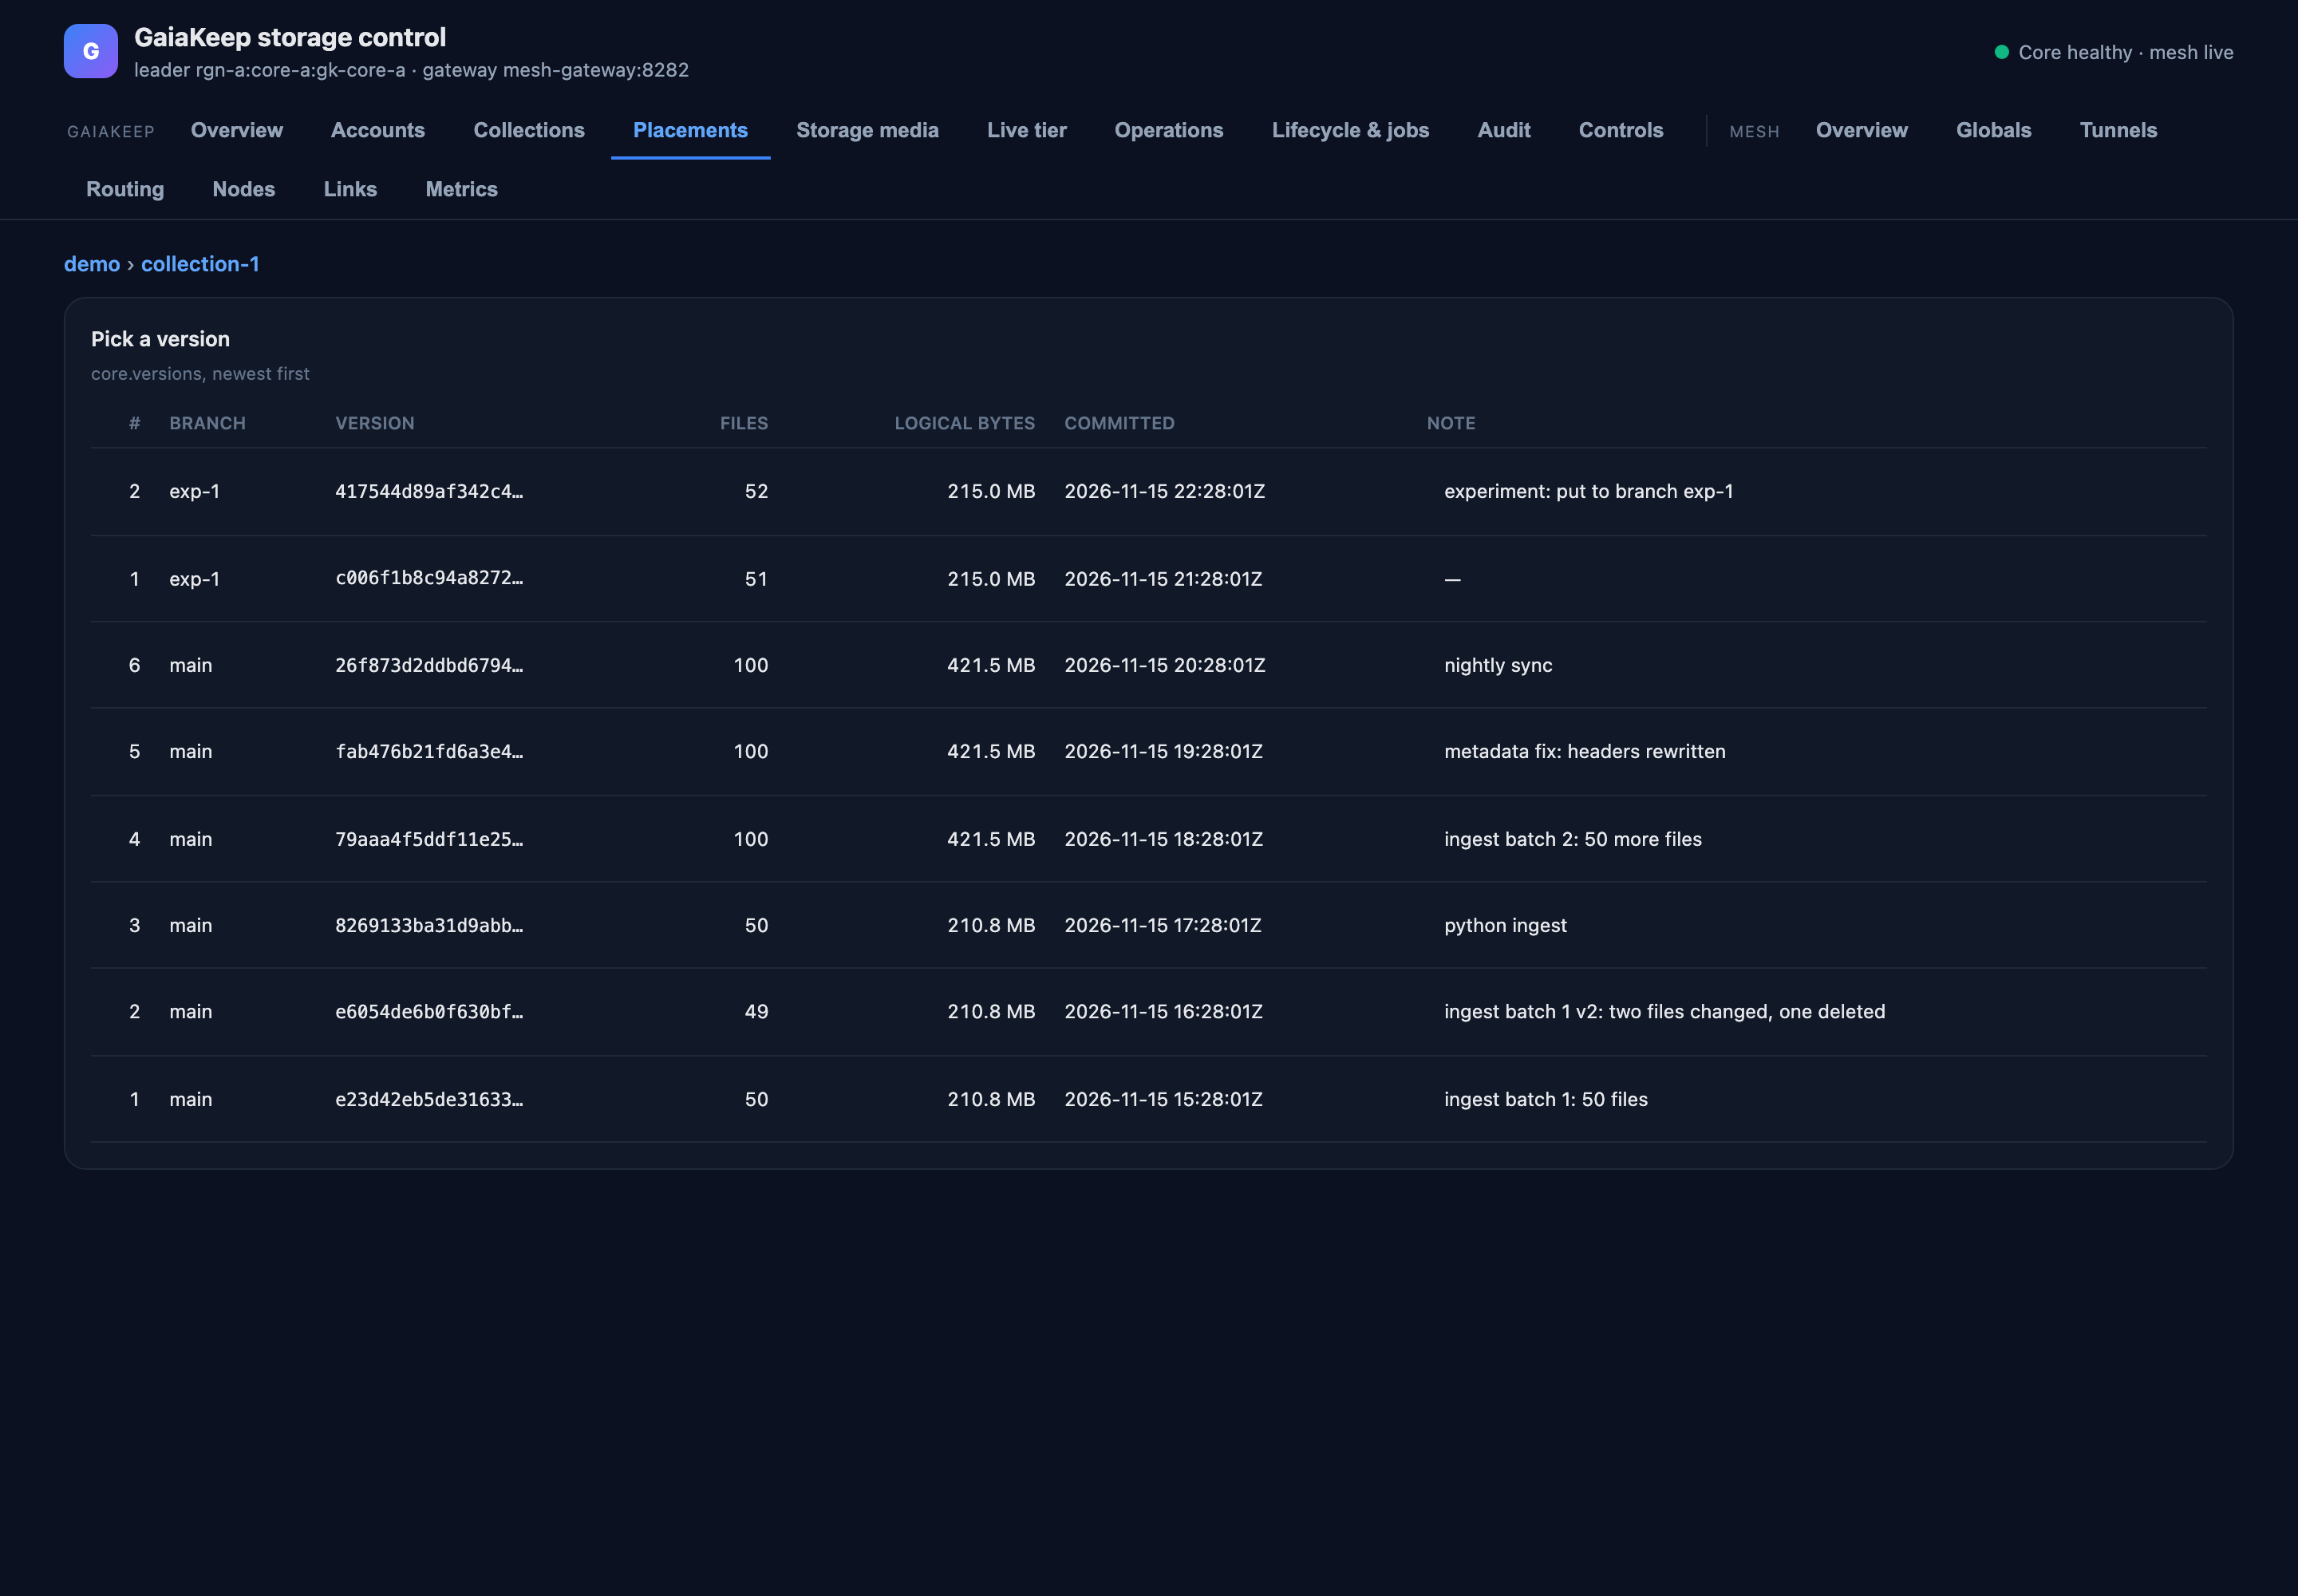 G
GaiaKeep storage control
leader rgn-a:core-a:gk-core-a · gateway mesh-gateway:8282
Core healthy · mesh live
GAIAKEEP Overview Accounts Collections Placements Storage media Live tier Operations Lifecycle & jobs Audit Controls MESH Overview Globals Tunnels
Routing Nodes Links Metrics
demo › collection-1
Pick a version
core.versions, newest first
# BRANCH VERSION FILES LOGICAL BYTES COMMITTED NOTE
2 exp-1 417544d89af342c4… 52 215.0 MB 2026-11-15 22:28:01Z experiment: put to branch exp-1
1 exp-1 c006f1b8c94a8272… 51 215.0 MB 2026-11-15 21:28:01Z —
6 main 26f873d2ddbd6794… 100 421.5 MB 2026-11-15 20:28:01Z nightly sync
5 main fab476b21fd6a3e4… 100 421.5 MB 2026-11-15 19:28:01Z metadata fix: headers rewritten
4 main 79aaa4f5ddf11e25… 100 421.5 MB 2026-11-15 18:28:01Z ingest batch 2: 50 more files
3 main 8269133ba31d9abb… 50 210.8 MB 2026-11-15 17:28:01Z python ingest
2 main e6054de6b0f630bf… 49 210.8 MB 2026-11-15 16:28:01Z ingest batch 1 v2: two files changed, one deleted
1 main e23d42eb5de31633… 50 210.8 MB 2026-11-15 15:28:01Z ingest batch 1: 50 files